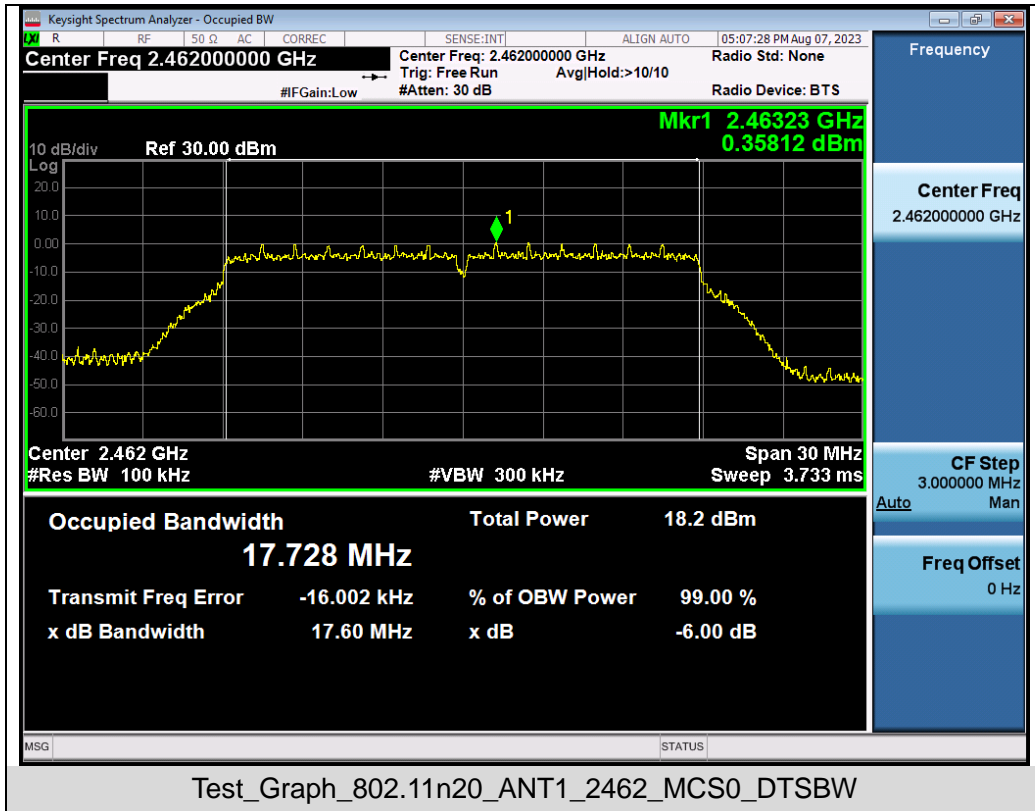 Keysight Spectrum Analyzer - Occupied BW
LXI R RF 50 Ω AC CORREC SENSE:INT ALIGN AUTO 05:07:28 PM Aug 07, 2023
Center Freq 2.462000000 GHz
Center Freq: 2.462000000 GHz Radio Std: None
Trig: Free Run Avg|Hold:>10/10
#IFGain:Low #Atten: 30 dB Radio Device: BTS
Mkr1 2.46323 GHz
0.35812 dBm
10 dB/div Ref 30.00 dBm
Log
20.0
10.0
1
0.00
-10.0
-20.0
-30.0
-40.0
-50.0
-60.0
Center 2.462 GHz Span 30 MHz
#Res BW 100 kHz #VBW 300 kHz Sweep 3.733 ms
Occupied Bandwidth Total Power 18.2 dBm
17.728 MHz
Transmit Freq Error -16.002 kHz % of OBW Power 99.00 %
x dB Bandwidth 17.60 MHz x dB -6.00 dB
Frequency
Center Freq
2.462000000 GHz
CF Step
3.000000 MHz
Auto Man
Freq Offset
0 Hz
MSG STATUS
Test_Graph_802.11n20_ANT1_2462_MCS0_DTSBW